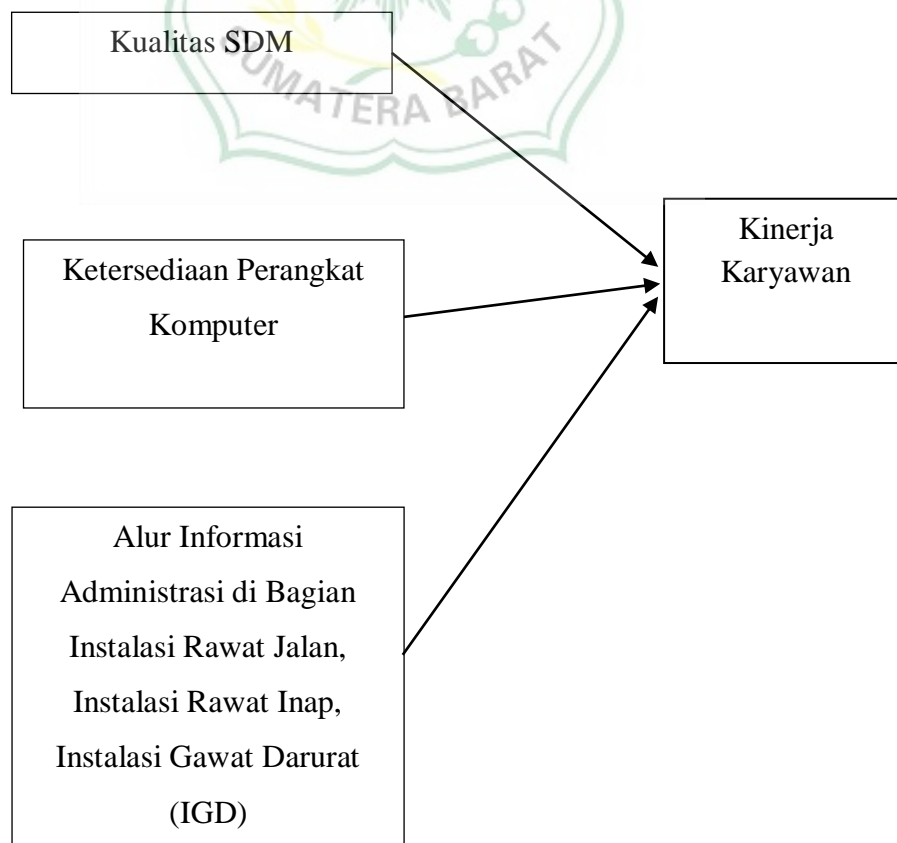 Kualitas SDM
SUMATERA BARAT
Kinerja
Karyawan
Ketersediaan Perangkat
Komputer
Alur Informasi
Administrasi di Bagian
Instalasi Rawat Jalan,
Instalasi Rawat Inap,
Instalasi Gawat Darurat
(IGD)